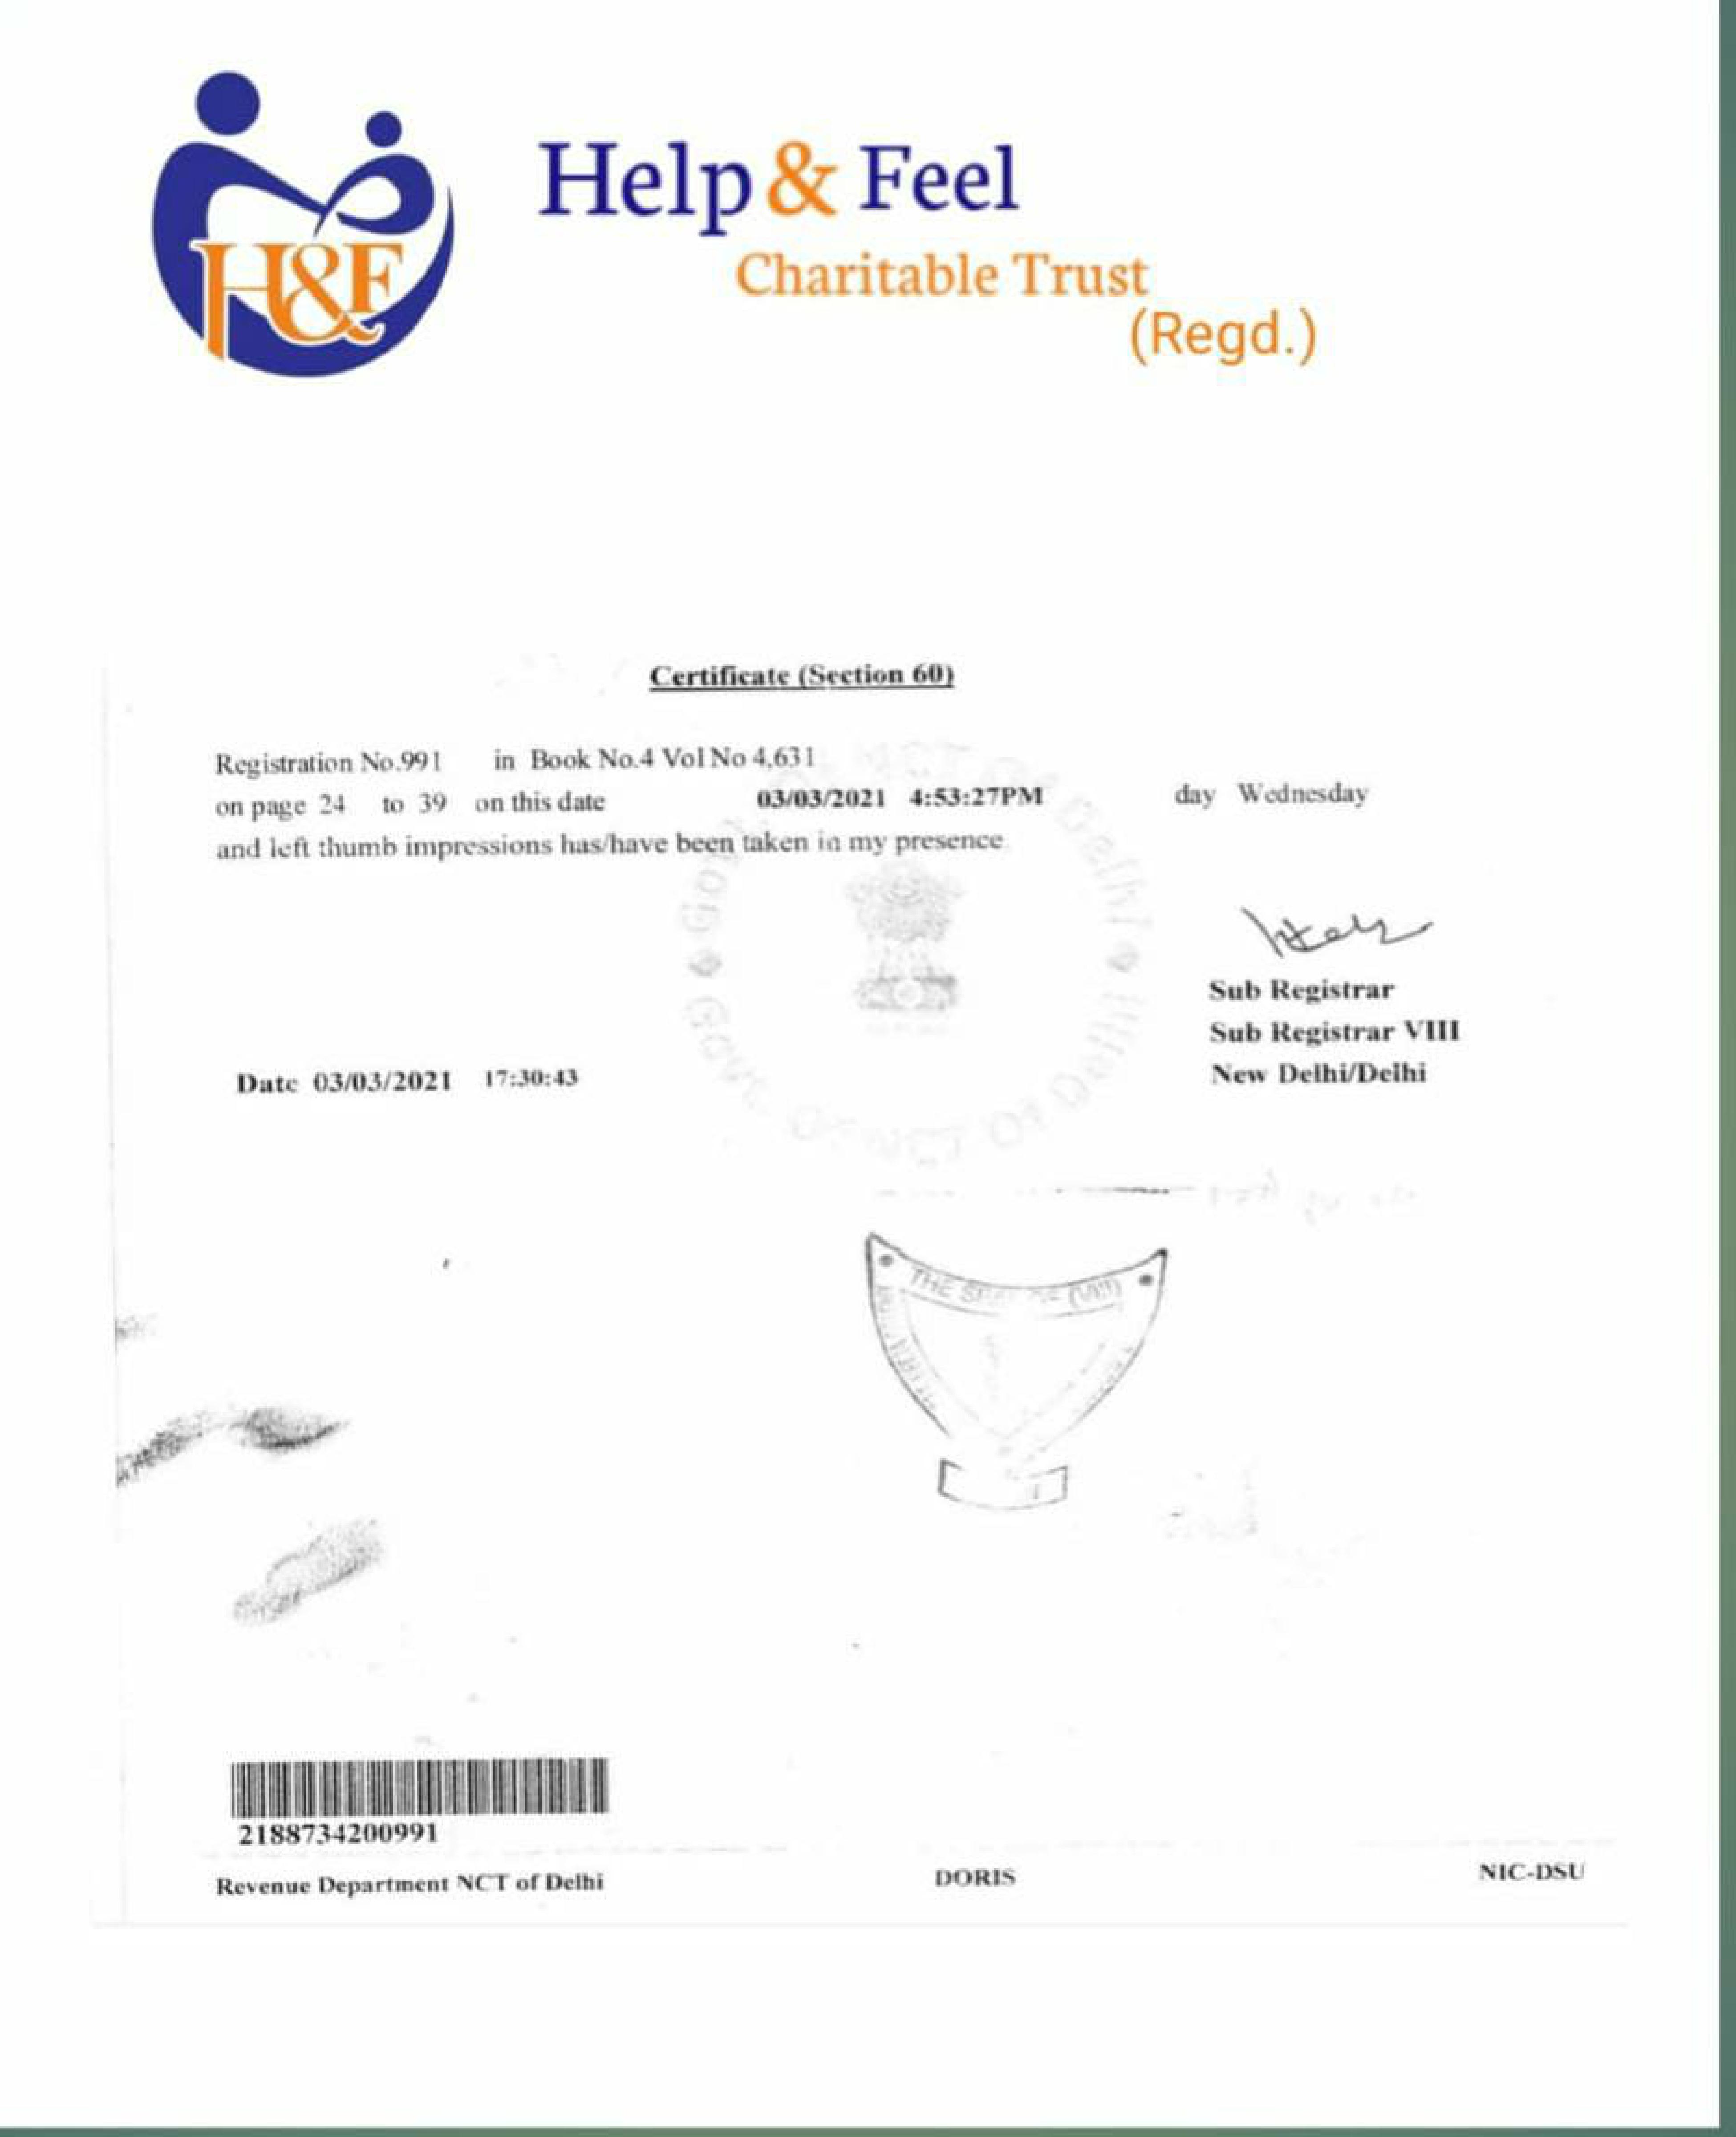 H&F
Help & Feel
Charitable Trust
(Regd.)
Certificate (Section 60)
Registration No.991 in Book No.4 Vol No 4,631
on page 24 to 39 on this date 03/03/2021 4:53:27PM day Wednesday
and left thumb impressions has/have been taken in my presence.
Govt. Of NCT Of Delhi
Sub Registrar
Sub Registrar VIII
New Delhi/Delhi
Date 03/03/2021 17:30:43
THE (VIII)
2188734200991
Revenue Department NCT of Delhi DORIS NIC-DSU